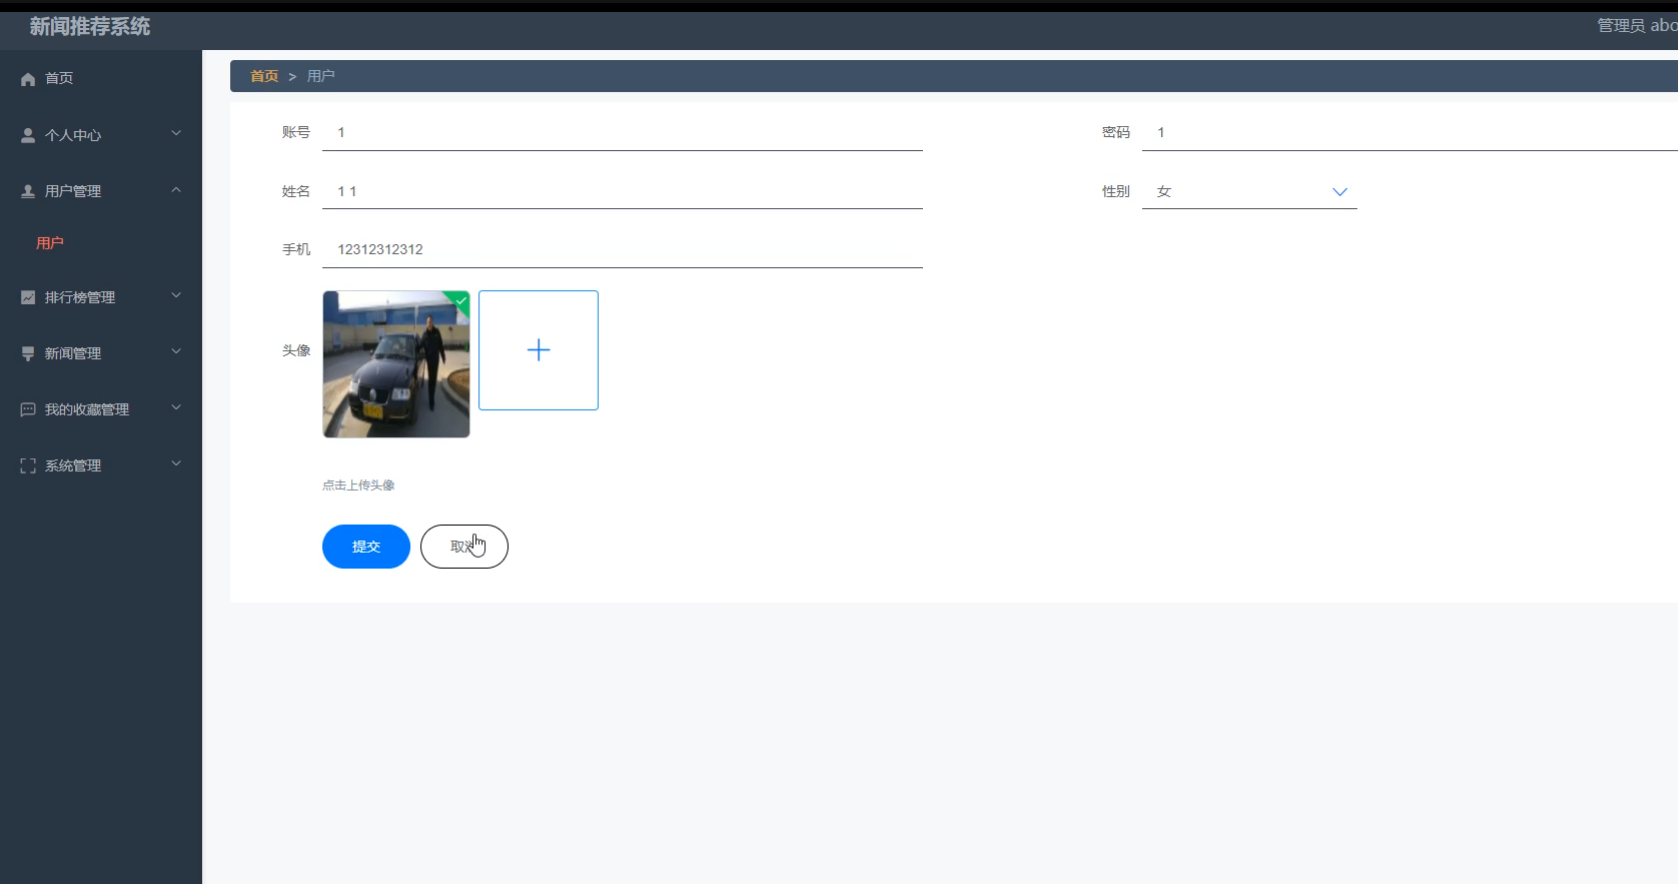 新闻推荐系统
管理员 abo
首页
首页 > 用户
个人中心
用户管理
用户
排行榜管理
新闻管理
我的收藏管理
系统管理
账号 1
密码 1
姓名 1 1
性别 女
手机 12312312312
头像
点击上传头像
提交
取